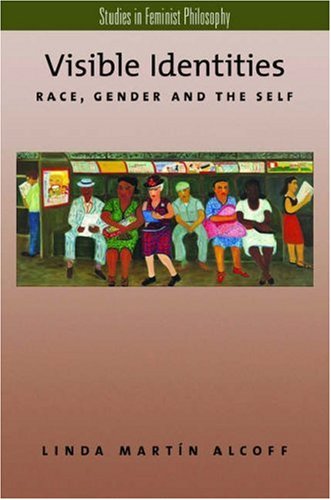 Studies in Feminist Philosophy
Visible Identities
RACE, GENDER AND THE SELF
LINDA MARTÍN ALCOFF